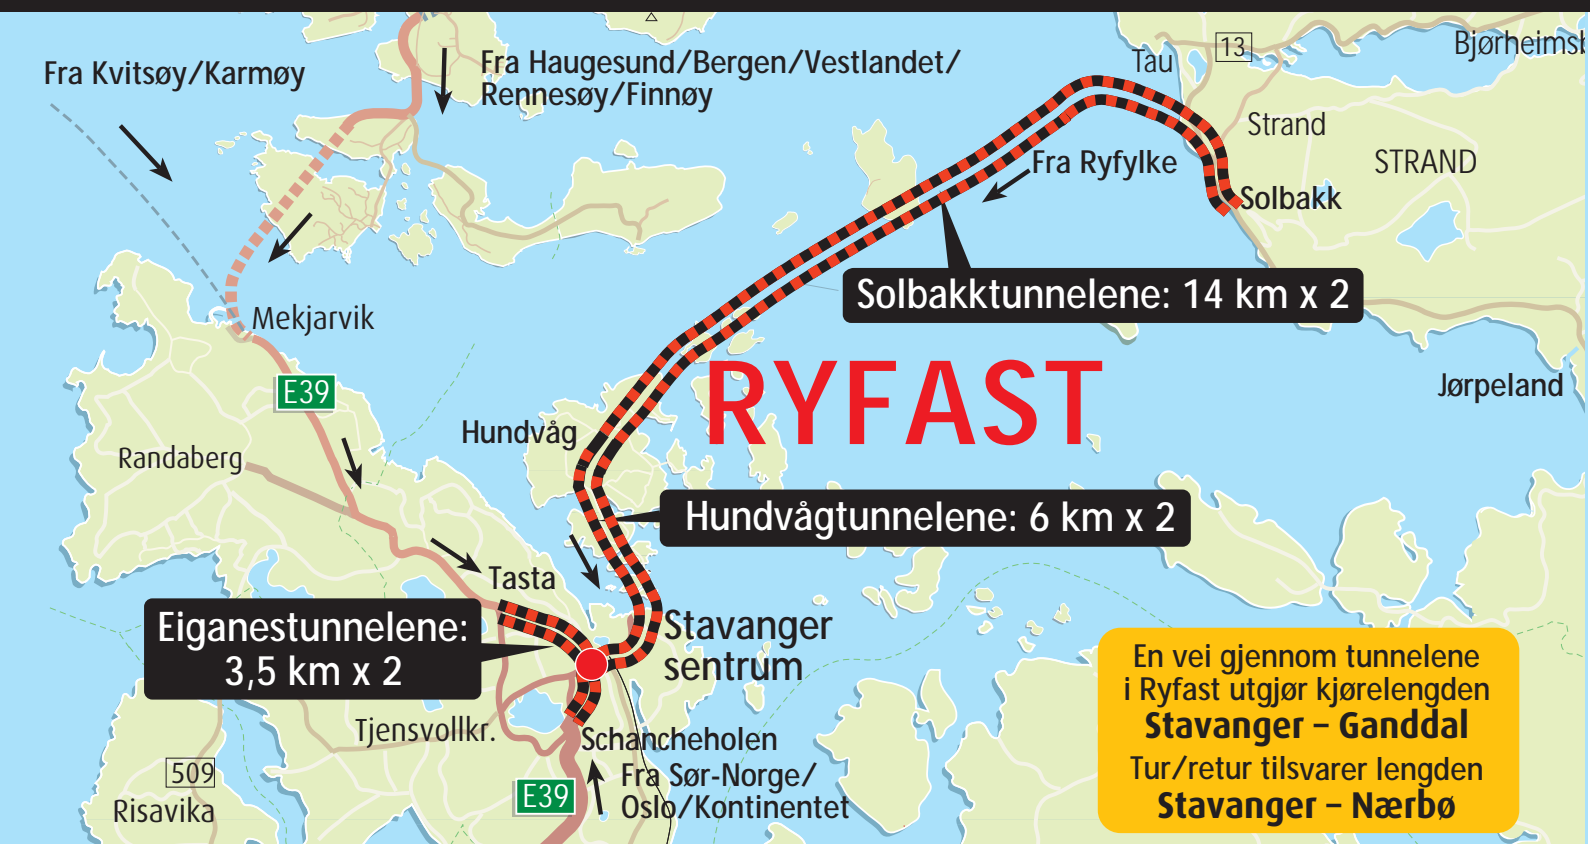 Fra Kvitsøy/Karmøy
Fra Haugesund/Bergen/Vestlandet/
Rennesøy/Finnøy
Tau
13
Strand
STRAND
Fra Ryfylke
Solbakk
Solbakktunnelene: 14 km x 2
Mekjarvik
E39
RYFAST
Jørpeland
Hundvåg
Randaberg
Hundvågtunnelene: 6 km x 2
Tasta
Eiganestunnelene:
3,5 km x 2
Stavanger
sentrum
Tjensvollkr.
Schancheholen
509
Risavika
E39
Fra Sør-Norge/
Oslo/Kontinentet
En vei gjennom tunnelene
i Ryfast utgjør kjørelengden
Stavanger – Ganddal
Tur/retur tilsvarer lengden
Stavanger – Nærbø